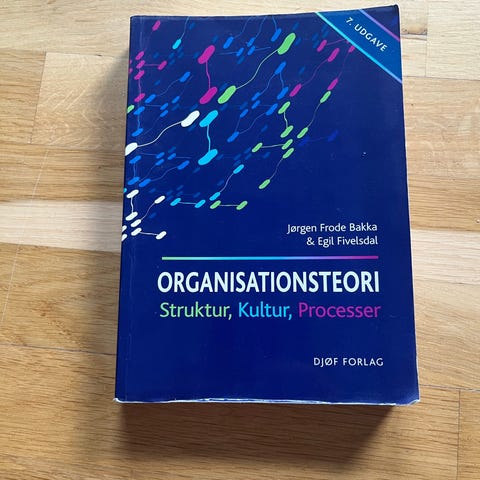 7. UDGAVE
Jørgen Frode Bakka
& Egil Fivelsdal
ORGANISATIONSTEORI
Struktur, Kultur, Processer
DJØF FORLAG